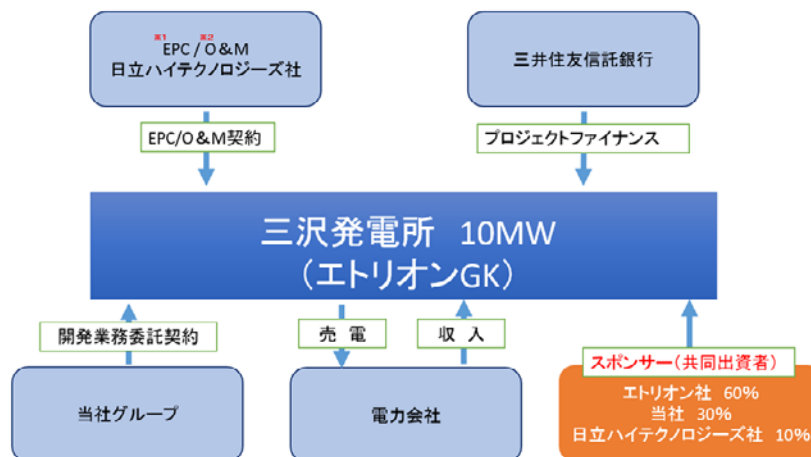 ※1 ※2
EPC/O&M
日立ハイテクノロジーズ社
三井住友信託銀行
EPC/O&M契約
プロジェクトファイナンス
三沢発電所 10MW
（エトリオンGK）
開発業務委託契約
売 電
収 入
スポンサー（共同出資者）
当社グループ
電力会社
エトリオン社 60%
当社 30%
日立ハイテクノロジーズ社 10%